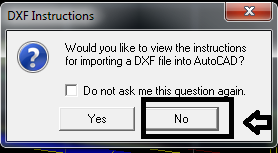 DXF Instructions
Would you like to view the instructions
for importing a DXF file into AutoCAD?
Do not ask me this question again.
Yes
No